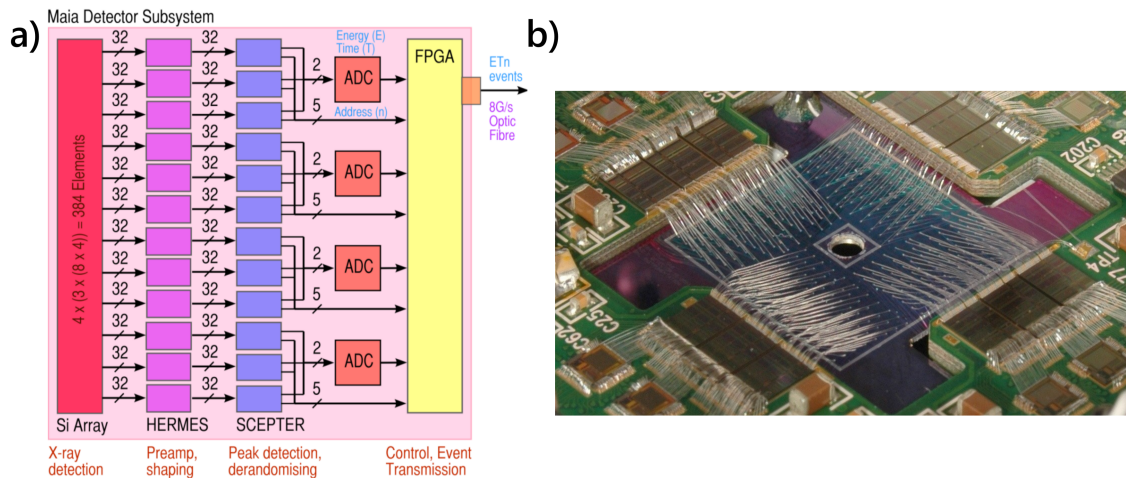 a)
Maia Detector Subsystem
32 32
32 32
32 32
32 32
32 32
32 32
32 32
32 32
32 32
32 32
32 32
32 32
4 x (3 x (8 x 4)) = 384 Elements
Energy (E)
Time (T)
2
ADC
5
Address (n)
2
ADC
5
2
ADC
5
2
ADC
5
FPGA
ETn
events
8G/s
Optic
Fibre
Si Array
HERMES
SCEPTER
X-ray
detection
Preamp,
shaping
Peak detection,
derandomising
Control, Event
Transmission
b)
C202
TP4
C25
C62